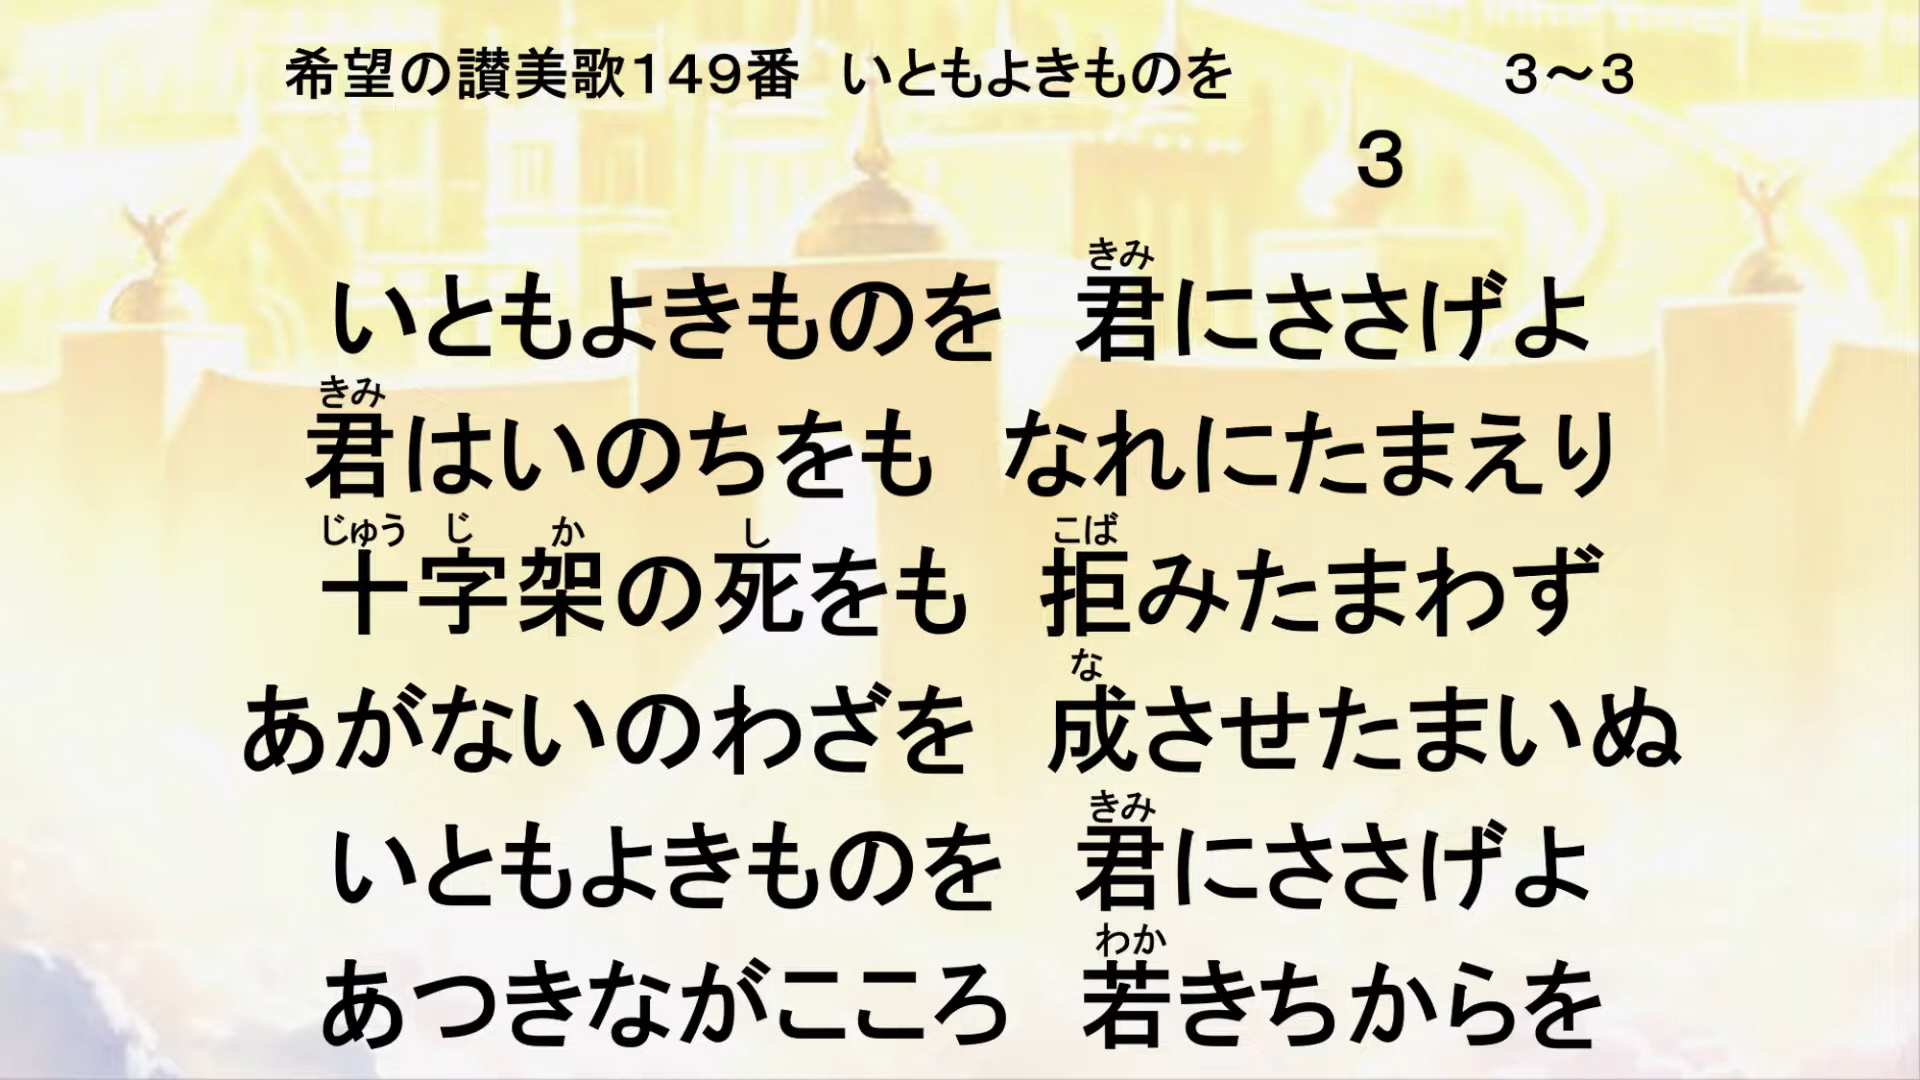 希望の讃美歌149番　いともよきものを　3～3
3
いともよきものを　君にささげよ
君はいのちをも　なれにたまえり
十字架の死をも　拒みたまわず
あがないのわざを　成させたまいぬ
いともよきものを　君にささげよ
あつきながこころ　若きちからを